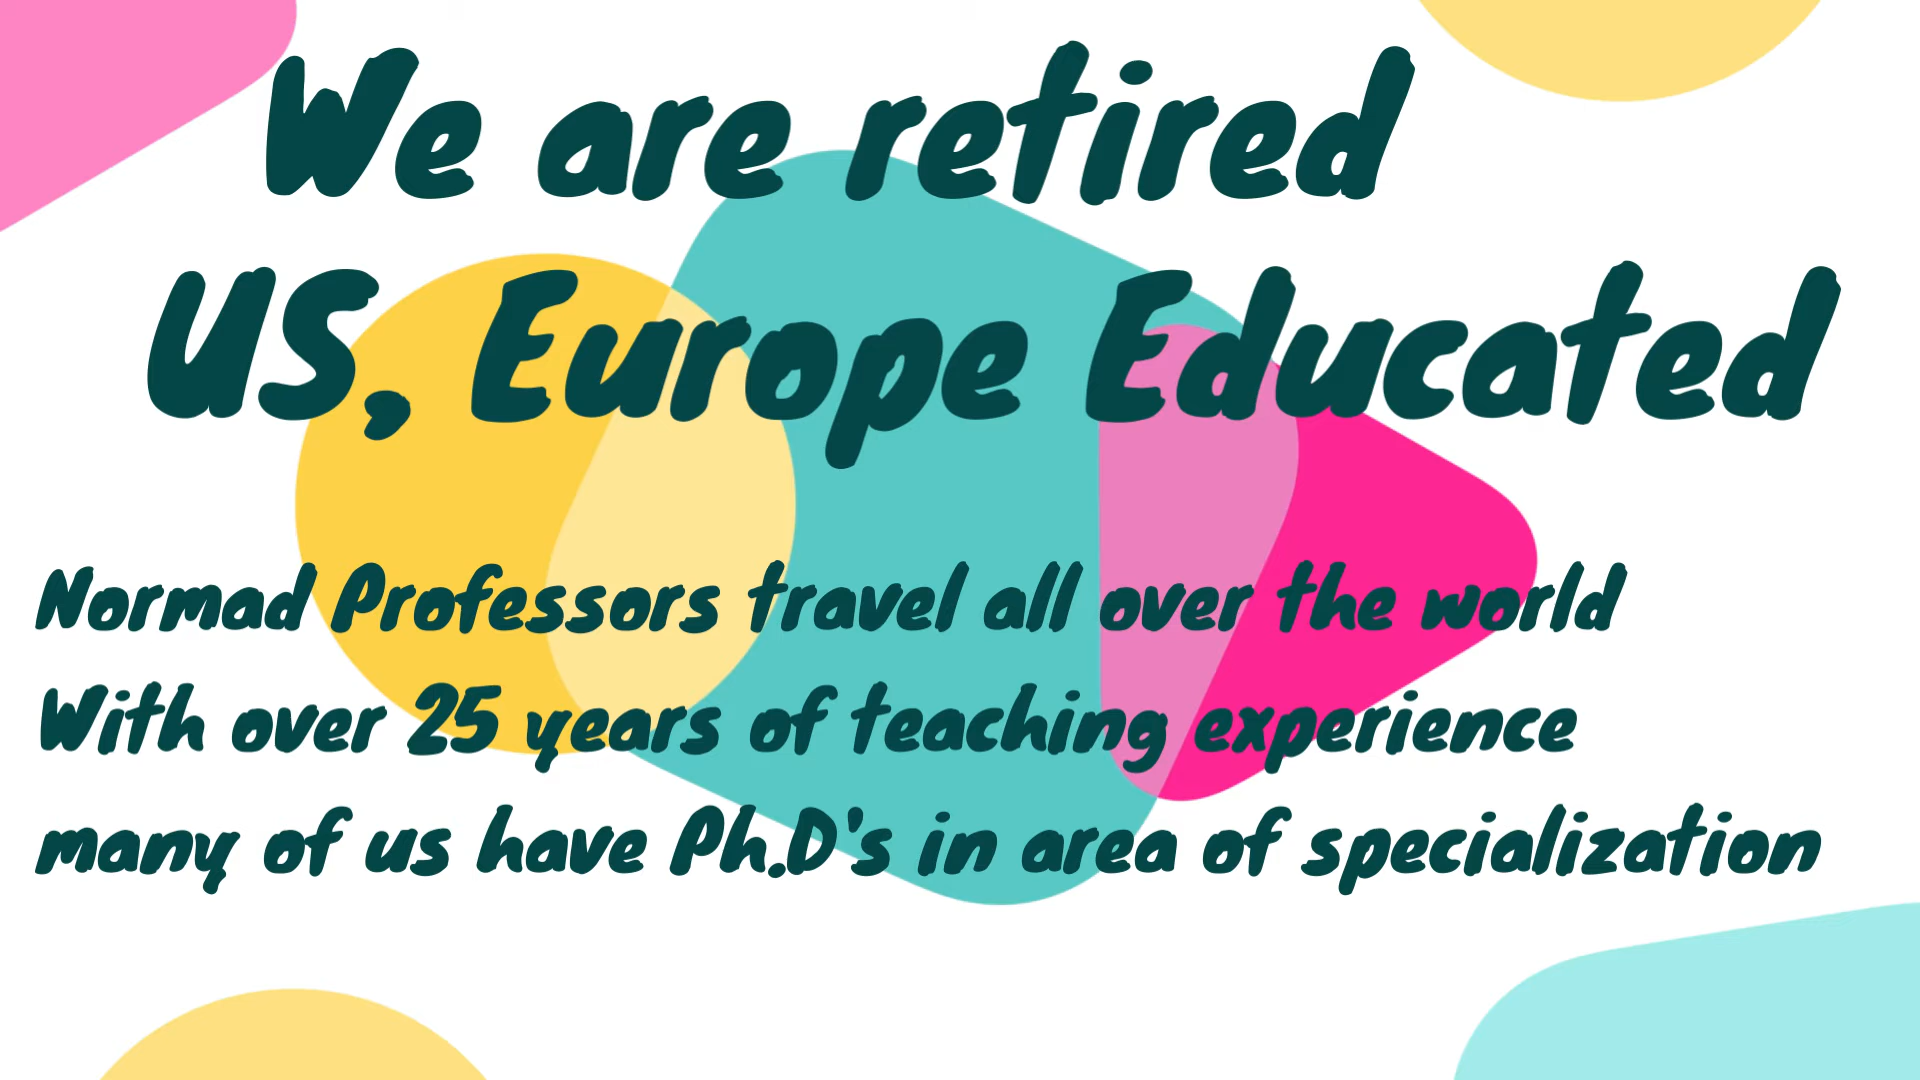 We are retired
US, Europe Educated
Normad Professors travel all over the world
With over 25 years of teaching experience
many of us have Ph.D's in area of specialization